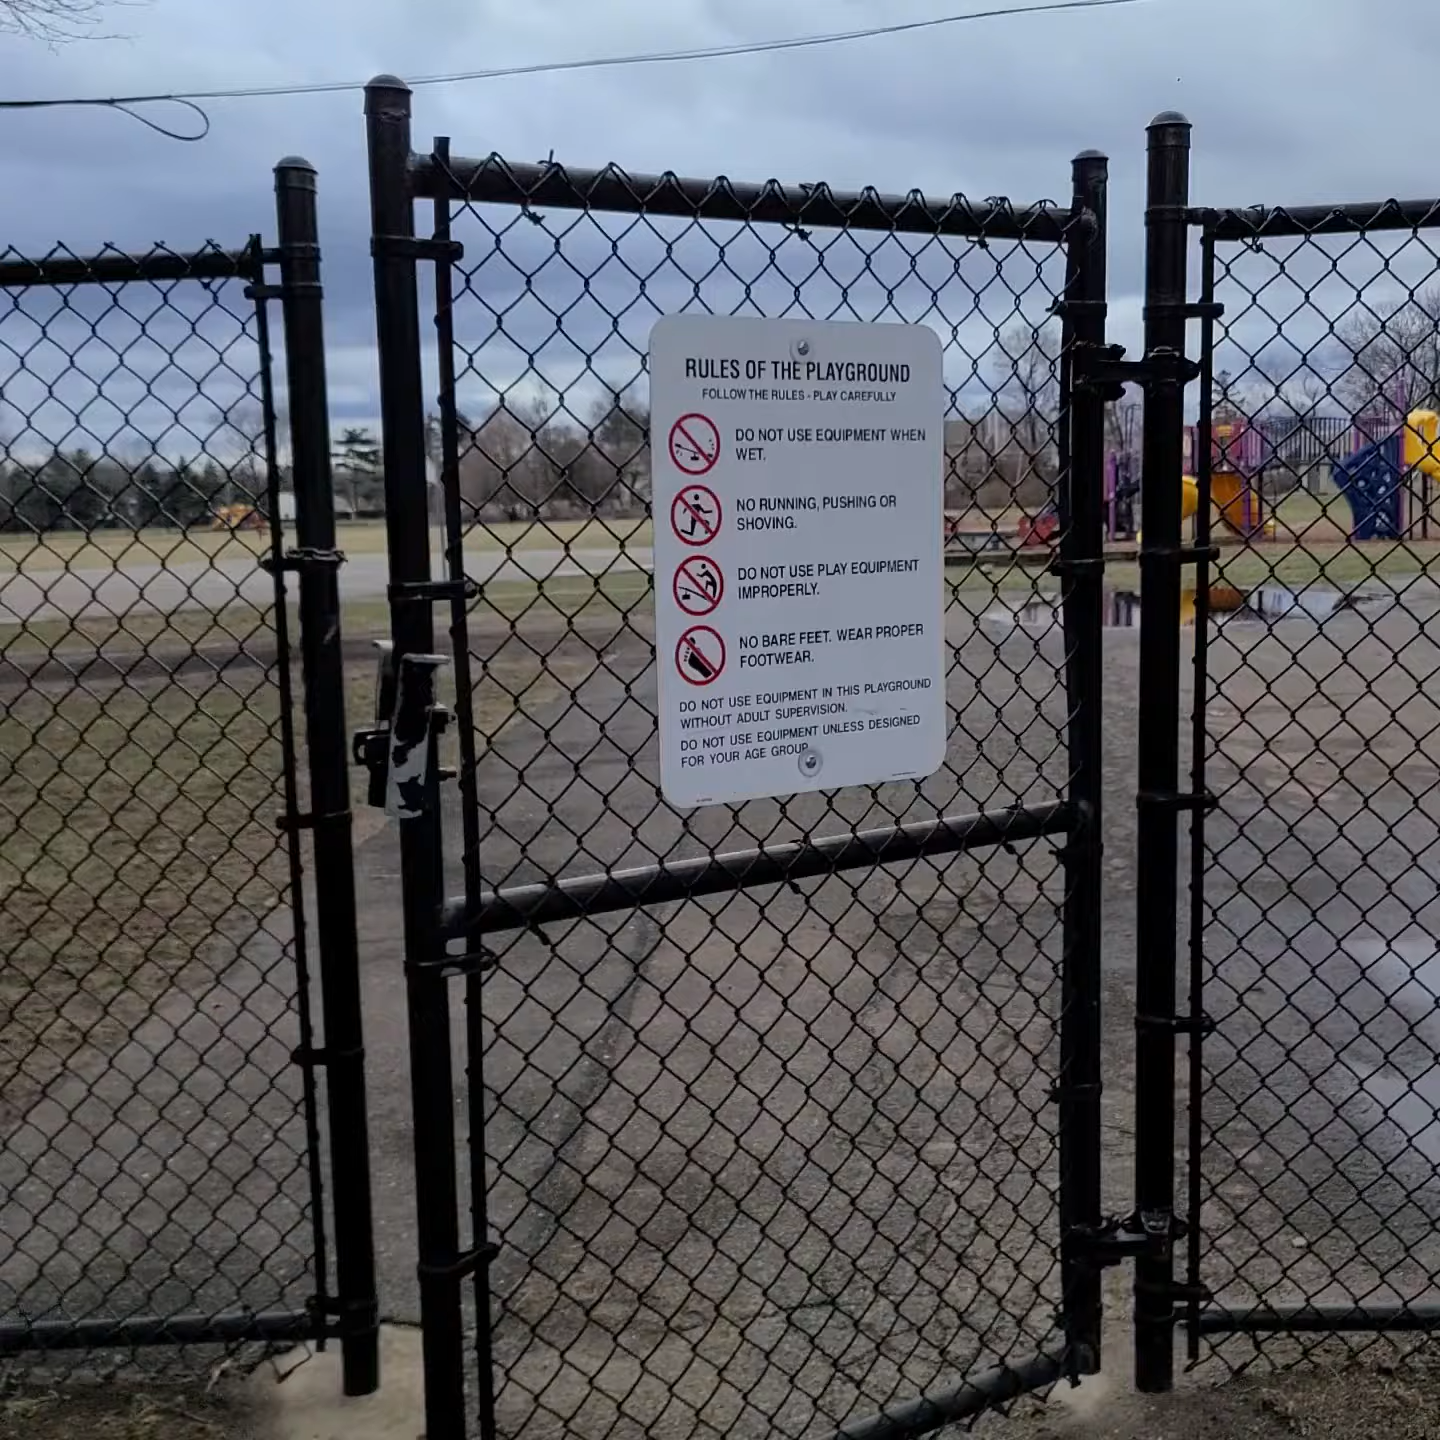 RULES OF THE PLAYGROUND
FOLLOW THE RULES - PLAY CAREFULLY
DO NOT USE EQUIPMENT WHEN
WET.
NO RUNNING, PUSHING OR
SHOVING.
DO NOT USE PLAY EQUIPMENT
IMPROPERLY.
NO BARE FEET. WEAR PROPER
FOOTWEAR.
DO NOT USE EQUIPMENT IN THIS PLAYGROUND
WITHOUT ADULT SUPERVISION.
DO NOT USE EQUIPMENT UNLESS DESIGNED
FOR YOUR AGE GROUP